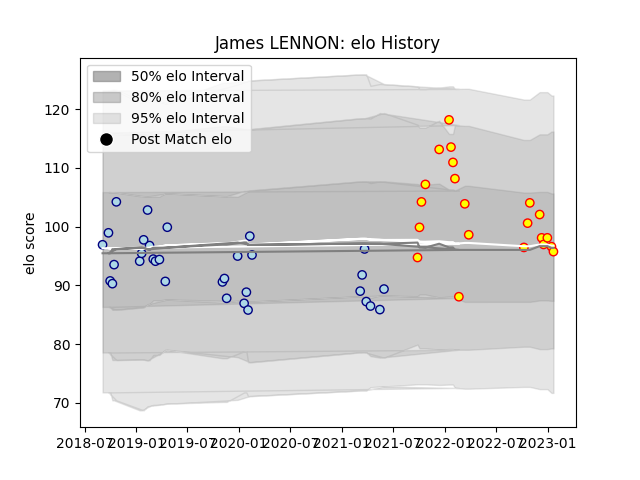 James LENNON: elo History
50% elo Interval
80% elo Interval
95% elo Interval
Post Match elo
elo score
120
110
100
90
80
70
2018-07 2019-01 2019-07 2020-01 2020-07 2021-01 2021-07 2022-01 2022-07 2023-01